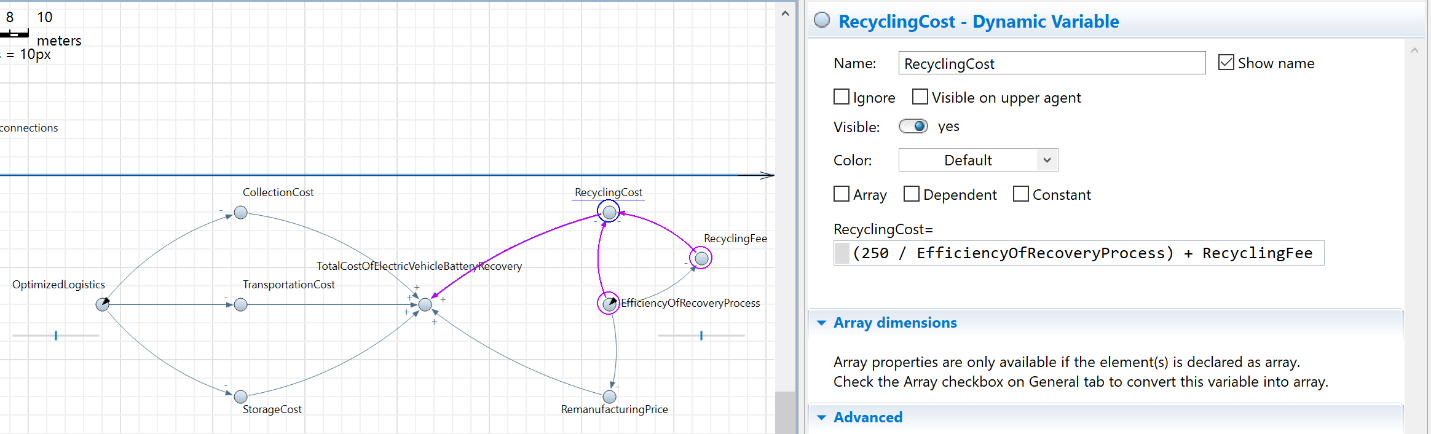 8 10
meters
= 10px
connections
CollectionCost
RecyclingCost
RecyclingFee
TotalCostOfElectricVehicleBatteryRecovery
OptimizedLogistics
TransportationCost
EfficiencyOfRecoveryProcess
StorageCost
RemanufacturingPrice
RecyclingCost - Dynamic Variable
Name: RecyclingCost Show name
Ignore Visible on upper agent
Visible: yes
Color: Default
Array Dependent Constant
RecyclingCost=
(250 / EfficiencyOfRecoveryProcess) + RecyclingFee
Array dimensions
Array properties are only available if the element(s) is declared as array.
Check the Array checkbox on General tab to convert this variable into array.
Advanced